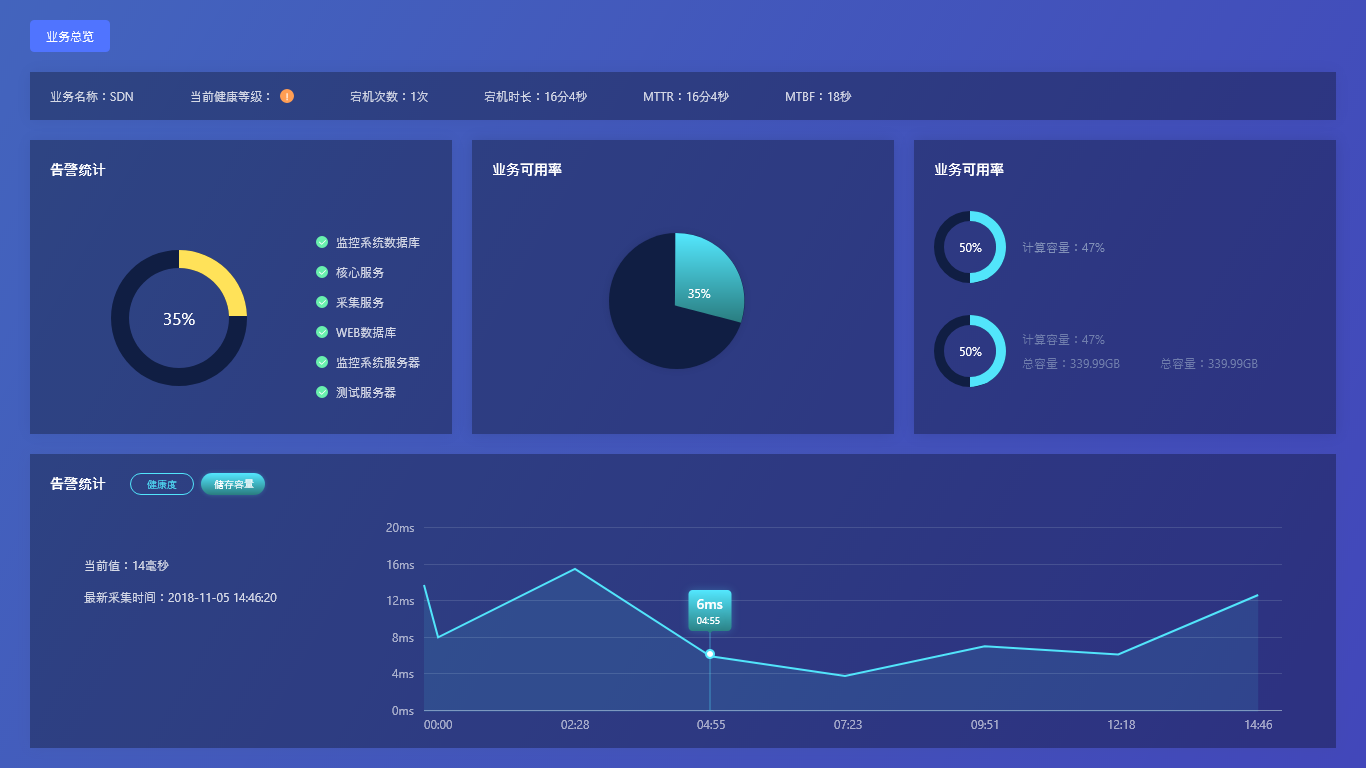 业务总览
业务名称：SDN 当前健康等级： 宕机次数：1次 宕机时长：16分4秒 MTTR：16分4秒 MTBF：18秒
告警统计
35%
监控系统数据库
核心服务
采集服务
WEB数据库
监控系统服务器
测试服务器
业务可用率
35%
业务可用率
50%
计算容量：47%
50%
计算容量：47%
总容量：339.99GB 总容量：339.99GB
告警统计 健康度 储存容量
当前值：14毫秒
最新采集时间：2018-11-05 14:46:20
20ms
16ms
12ms
8ms
4ms
0ms
6ms
04:55
00:00 02:28 04:55 07:23 09:51 12:18 14:46